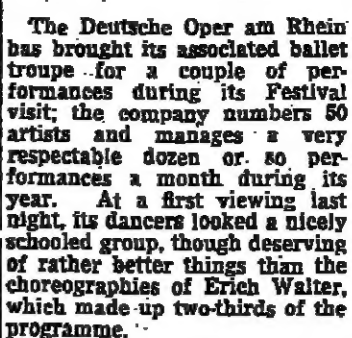 The Deutsche Oper am Rhein
has brought its associated ballet
troupe for a couple of per-
formances during its Festival
visit; the company numbers 50
artists and manages a very
respectable dozen or so per-
formances a month during its
year. At a first viewing last
night, its dancers looked a nicely
schooled group, though deserving
of rather better things than the
choreographies of Erich Walter,
which made up two-thirds of the
programme.